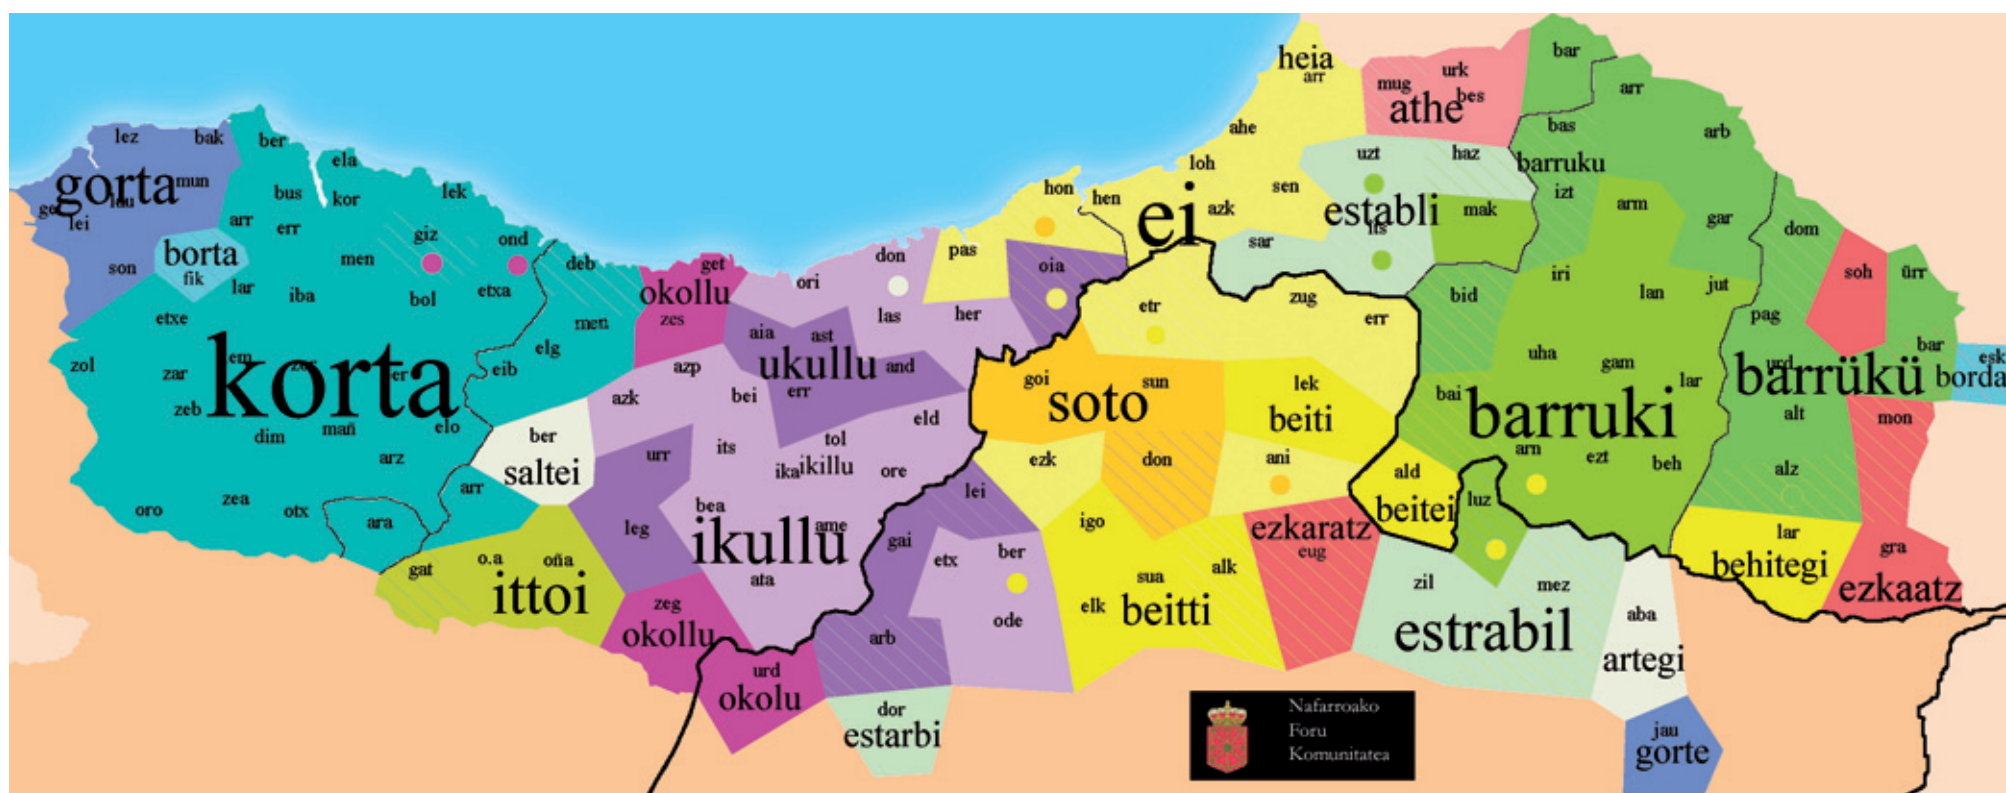 heia
arr
bar
mug
urk
bes
athe
arr
lez
bak
ber
ela
ahe
bas
arb
gorta
mun
lei
bus
kor
lek
hon
hen
loh
azk
sen
uzt
haz
establi
its
mak
barruku
izt
arm
gar
dom
arr
err
giz
ond
borta
fik
son
men
deb
get
don
pas
oia
ei
sar
bid
iri
lan
jut
soh
ürr
lar
iba
bol
etxa
okollu
zes
ori
las
her
etr
zug
err
pag
etxe
korta
zol
zar
zeb
dim
mañ
elo
arz
men
elg
eib
aia
ast
ukullu
and
err
azp
azk
bei
goi
sun
soto
lek
beiti
uha
gam
lar
bai
barruki
bar
barrükü
alt
esk
borda
mon
ber
saltei
urr
its
tol
ika
ikillu
eld
ore
ezk
don
ani
ald
beitei
arn
ezt
beh
luz
alz
oro
zea
otx
ara
arr
leg
bea
ame
ikullu
ata
lei
gai
igo
ezkaratz
eug
lar
behitegi
gra
ezkaatz
gat
o.a
oña
ittoi
zeg
okollu
etx
ber
ode
sua
alk
elk
beitti
zil
mez
estrabil
aba
artegi
arb
urd
okolu
dor
estarbi
jau
gorte
Nafarroako
Foru
Komunitatea